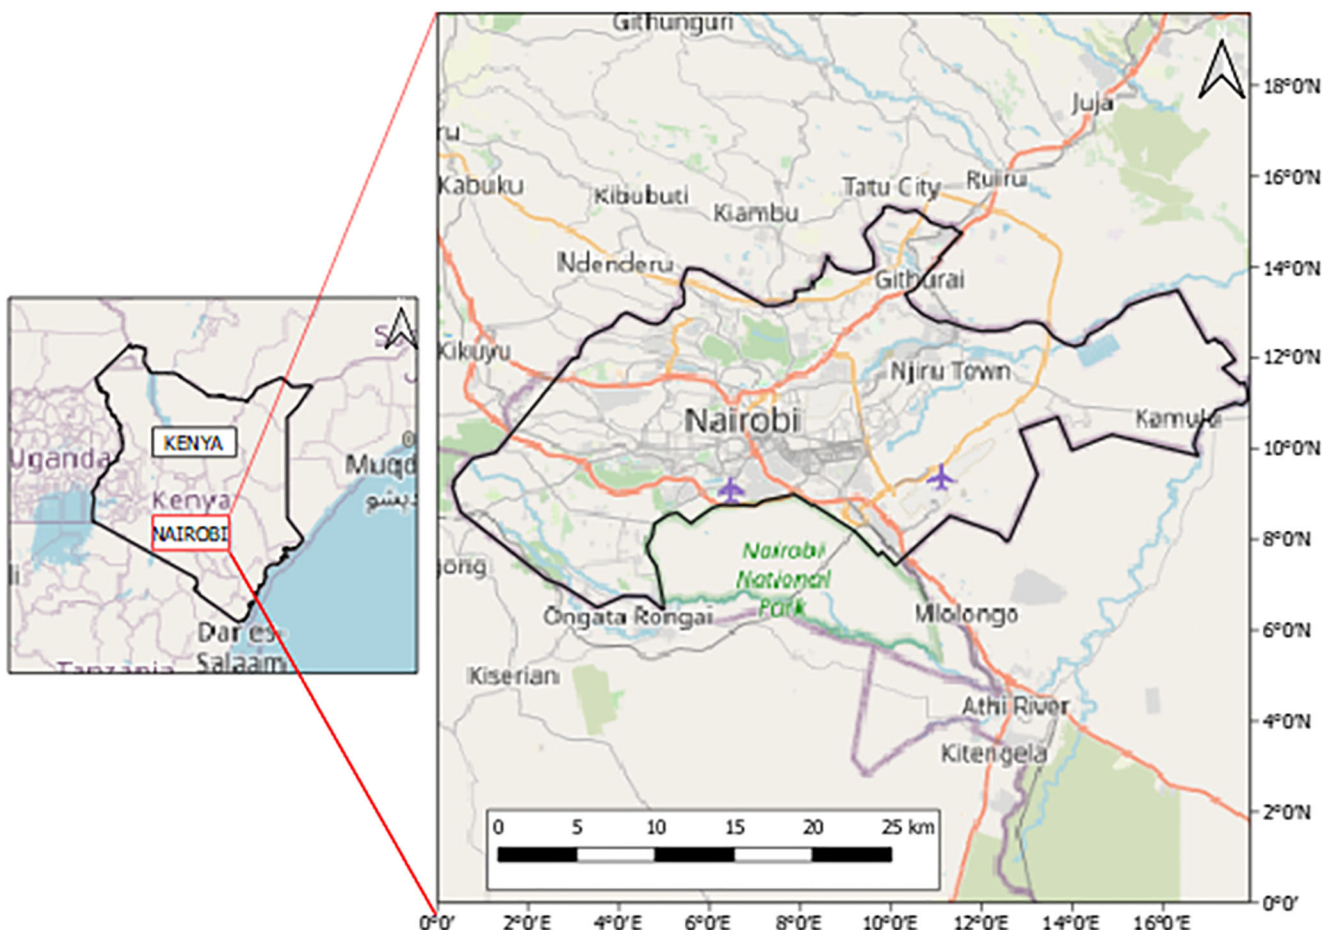 Githunguri
Juja
ru
Kabuku
Kibubuti
Kiambu
Tatu City
Ruiru
Ndenderu
Githurai
Kikuyu
Njiru Town
Nairobi
Nairobi
National
Park
Ongata Rongai
Mlolongo
Kiserian
Athi River
Kitengela
0 5 10 15 20 25 km
18°0'N
16°0'N
14°0'N
12°0'N
10°0'N
8°0'N
6°0'N
4°0'N
2°0'N
0°0'
0°0' 2°0'E 4°0'E 6°0'E 8°0'E 10°0'E 12°0'E 14°0'E 16°0'E
KENYA
Uganda
Kenya
NAIROBI
Muqd
Dar es
Salaam
Tanzania